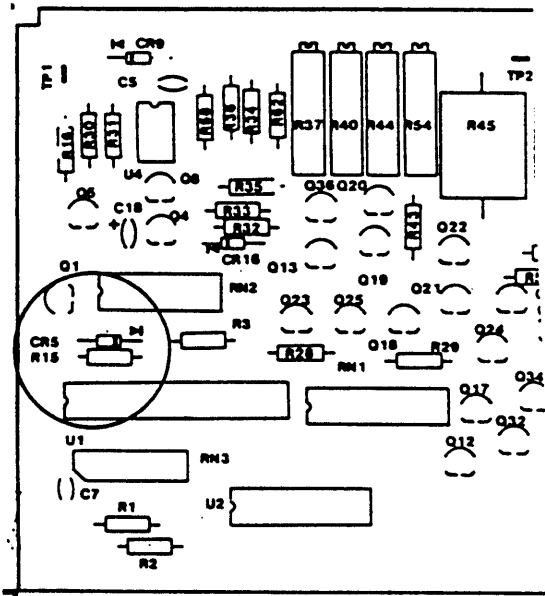 CR9
TP1
C5
TP2
R30
R31
R36
R34
R37
R40
R44
R54
R45
U4
Q6
R35
Q36
Q20
Q5
C18
+
Q4
R33
R32
R43
Q22
CR16
Q13
Q1
RN2
Q19
Q21
Q23
Q25
CR5
R3
Q24
R15
R28
RN1
Q18
R29
Q17
Q34
U1
Q32
RN3
Q12
C7
U2
R1
R2